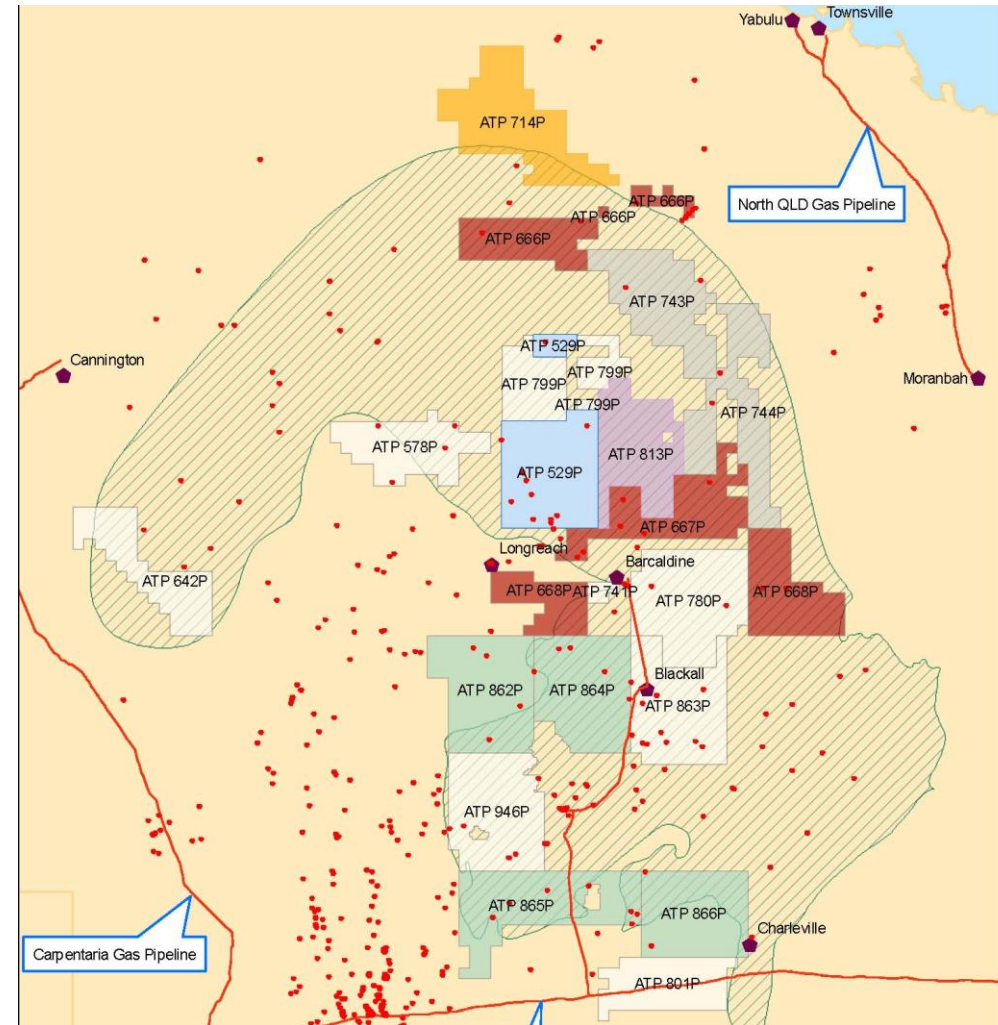 Yabulu
Townsville
ATP 714P
North QLD Gas Pipeline
ATP 666P
ATP 666P
ATP 666P
ATP 743P
Cannington
ATP 529P
ATP 799P
ATP 799P
Moranbah
ATP 799P
ATP 744P
ATP 578P
ATP 813P
ATP 529P
ATP 667P
Longreach
Barcaldine
ATP 642P
ATP 668P
ATP 741P
ATP 780P
ATP 668P
Blackall
ATP 862P
ATP 864P
ATP 863P
ATP 946P
ATP 865P
ATP 866P
Charleville
Carpentaria Gas Pipeline
ATP 801P